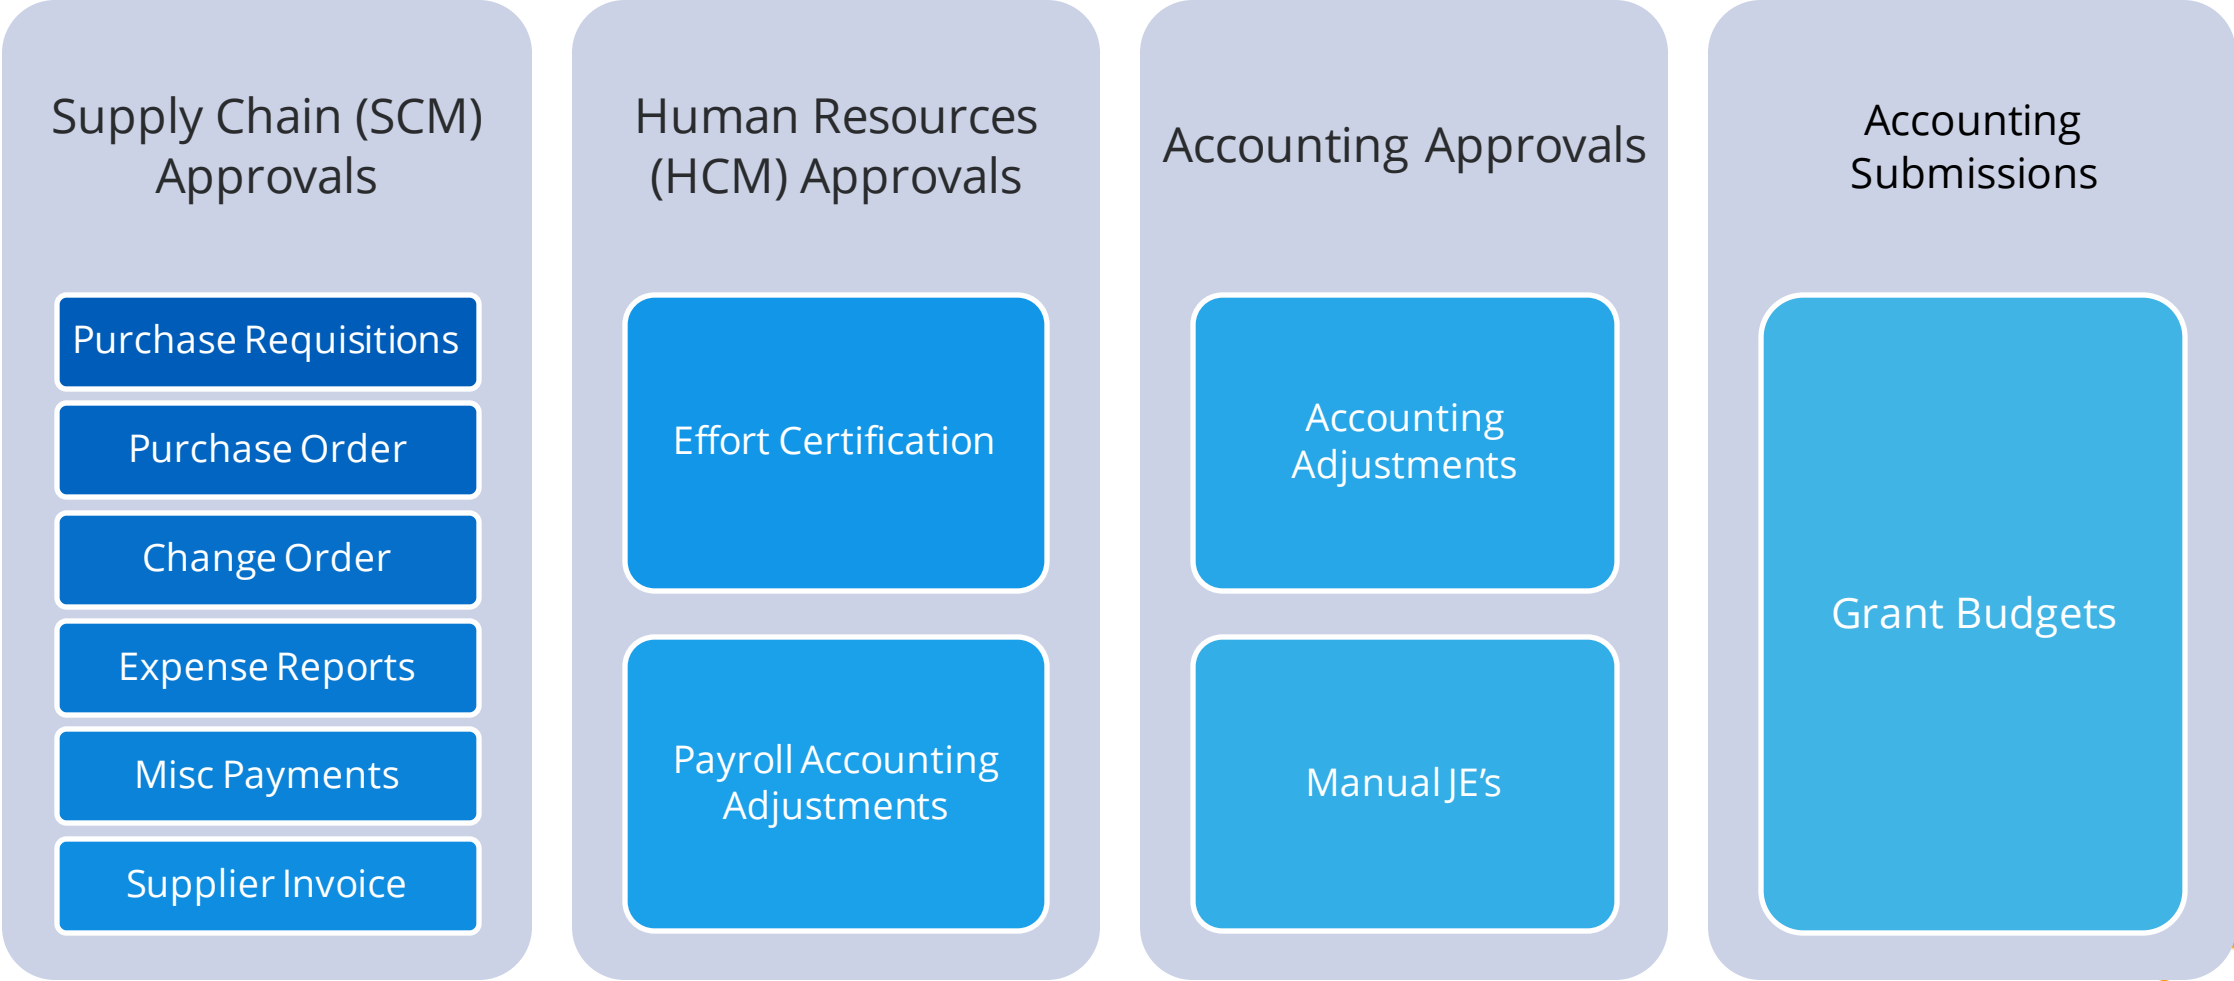 Supply Chain (SCM)
Approvals
Purchase Requisitions
Purchase Order
Change Order
Expense Reports
Misc Payments
Supplier Invoice
Human Resources
(HCM) Approvals
Effort Certification
Payroll Accounting
Adjustments
Accounting Approvals
Accounting
Adjustments
Manual JE’s
Accounting
Submissions
Grant Budgets